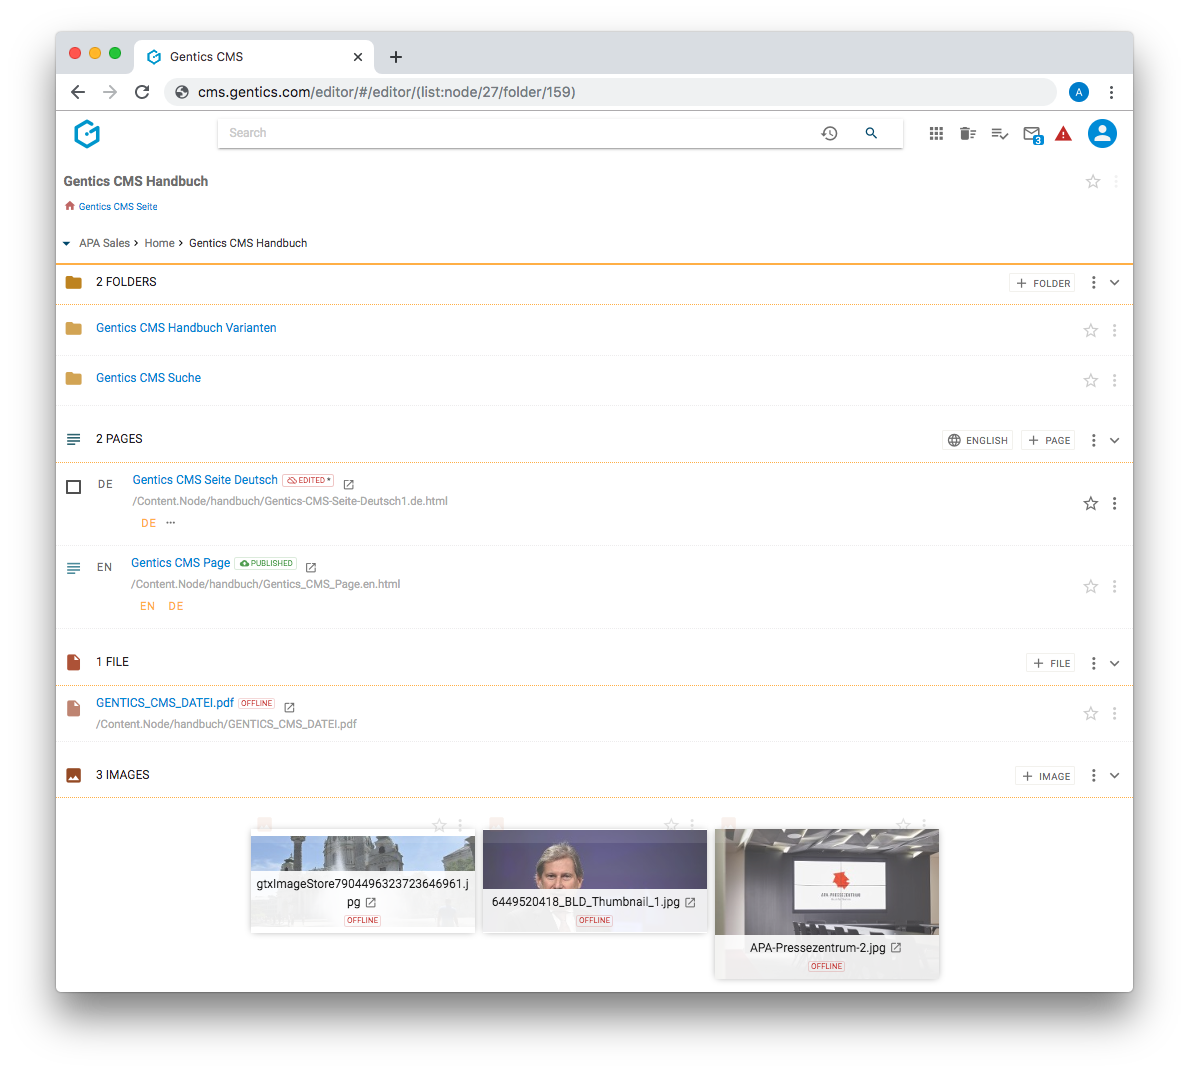 Gentics CMS
cms.gentics.com/editor/#/editor/(list:node/27/folder/159)
A
Search
3
Gentics CMS Handbuch
Gentics CMS Seite
APA Sales > Home > Gentics CMS Handbuch
2 FOLDERS
+ FOLDER
Gentics CMS Handbuch Varianten
Gentics CMS Suche
2 PAGES
ENGLISH
+ PAGE
DE
Gentics CMS Seite Deutsch
EDITED *
/Content.Node/handbuch/Gentics-CMS-Seite-Deutsch1.de.html
DE ...
EN
Gentics CMS Page
PUBLISHED
/Content.Node/handbuch/Gentics_CMS_Page.en.html
EN DE
1 FILE
+ FILE
GENTICS_CMS_DATEI.pdf
OFFLINE
/Content.Node/handbuch/GENTICS_CMS_DATEI.pdf
3 IMAGES
+ IMAGE
gtxImageStore7904496323723646961.j
pg
OFFLINE
6449520418_BLD_Thumbnail_1.jpg
OFFLINE
APA-PRESSEZENTRUM
APA-Pressezentrum-2.jpg
OFFLINE